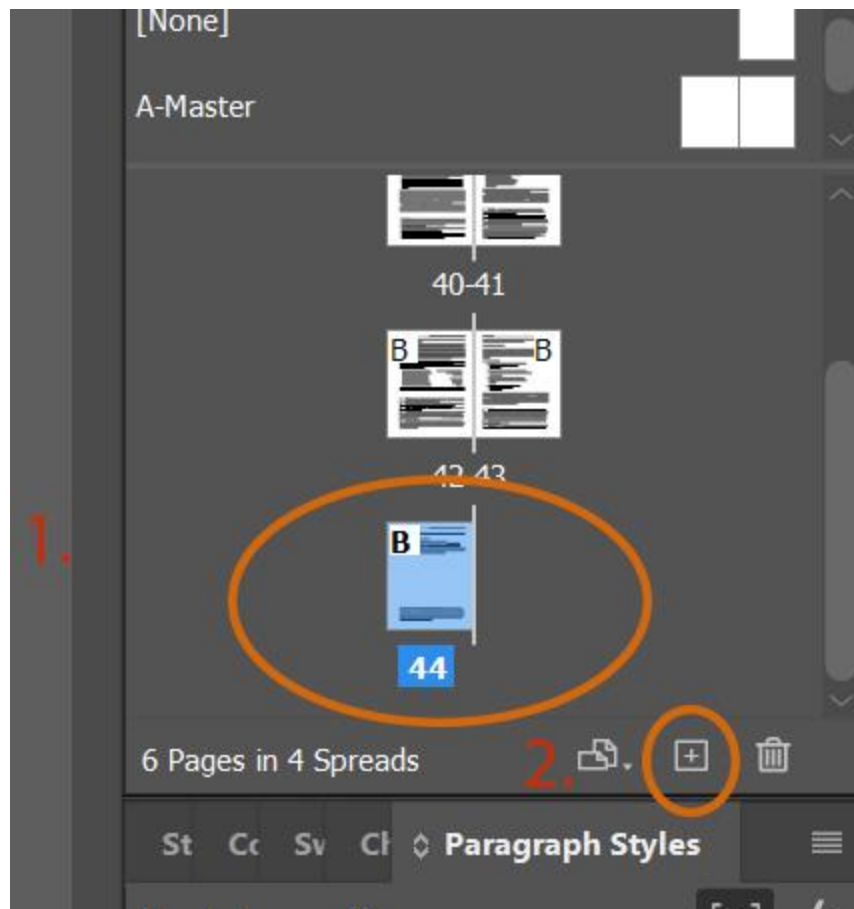 [None]
A-Master
40-41
B B
42-43
1.
B
44
6 Pages in 4 Spreads 2.
St Co Sv Ch Paragraph Styles